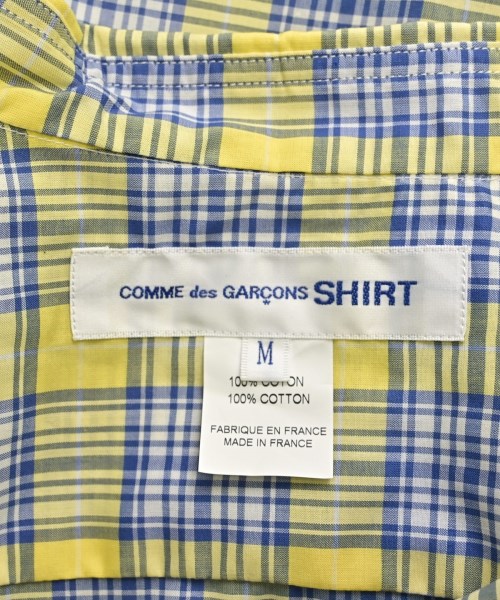 COMME des GARÇONS SHIRT
M
100% COTON
100% COTTON
FABRIQUE EN FRANCE
MADE IN FRANCE